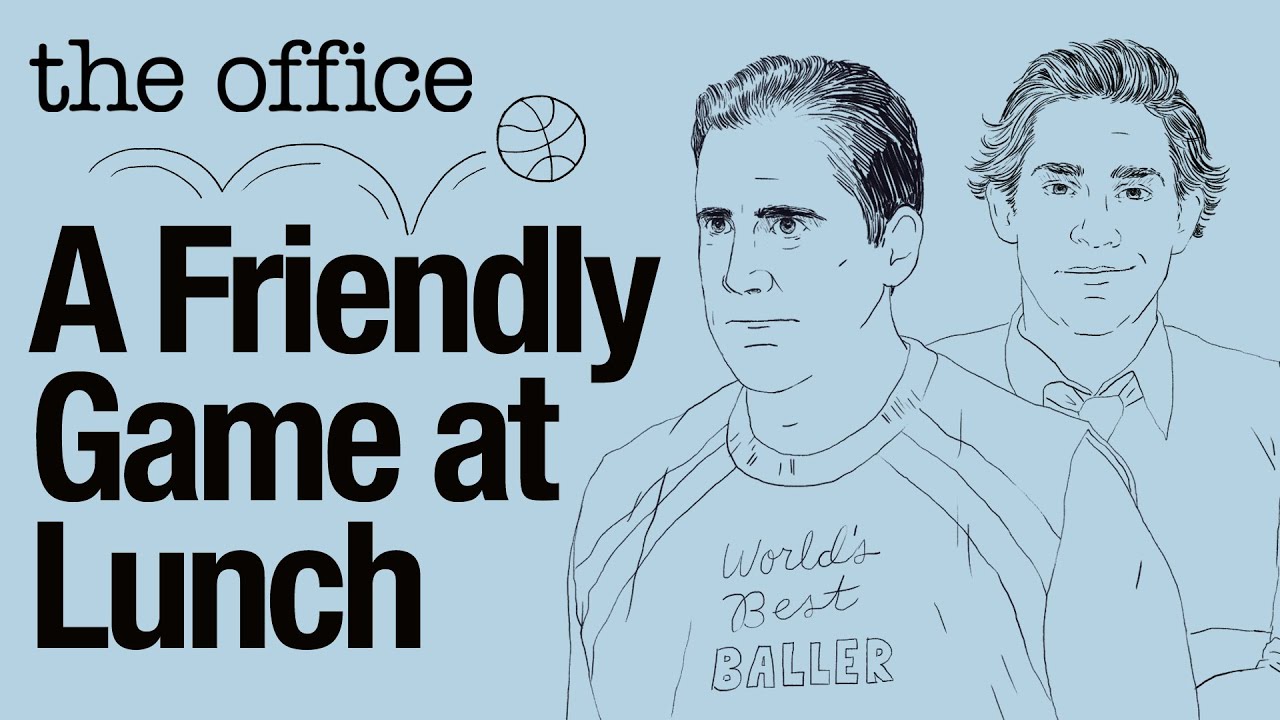 the office
A Friendly
Game at
Lunch
World's
Best
BALLER